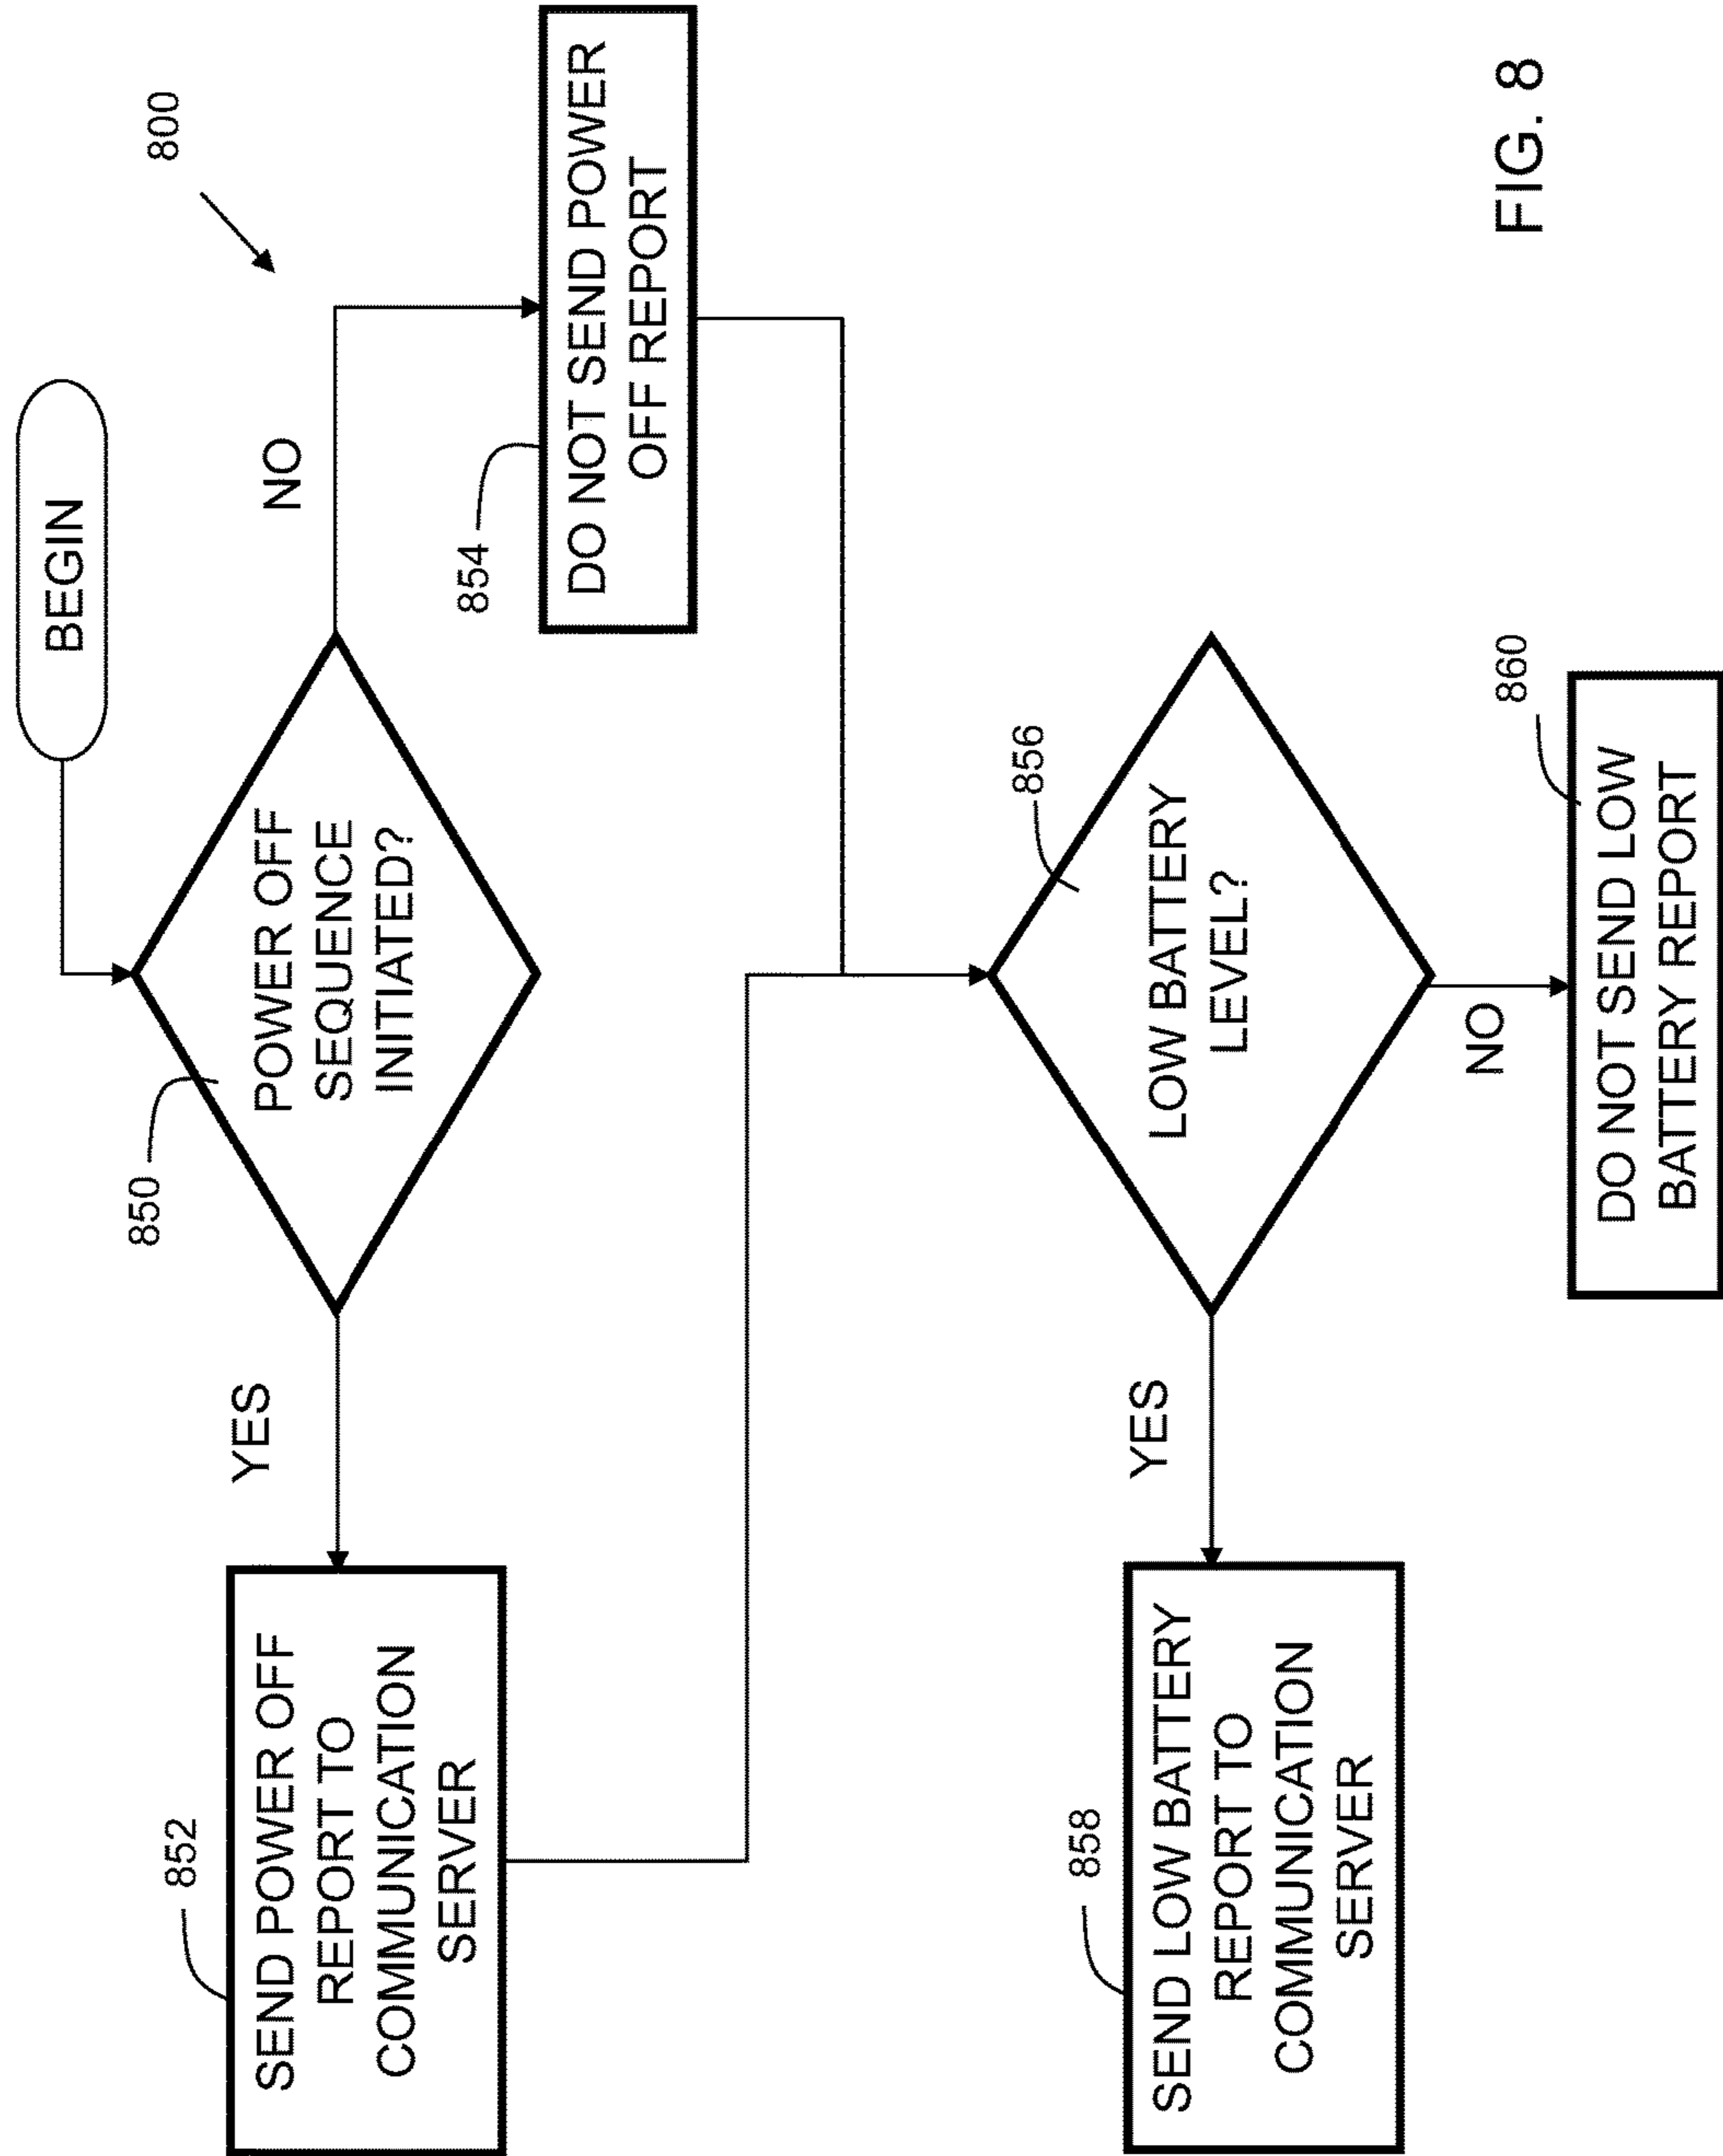 BEGIN
800
850
POWER OFF
SEQUENCE
INITIATED?
YES
NO
852
SEND POWER OFF
REPORT TO
COMMUNICATION
SERVER
854
DO NOT SEND POWER
OFF REPORT
856
LOW BATTERY
LEVEL?
YES
NO
858
SEND LOW BATTERY
REPORT TO
COMMUNICATION
SERVER
860
DO NOT SEND LOW
BATTERY REPORT
FIG. 8